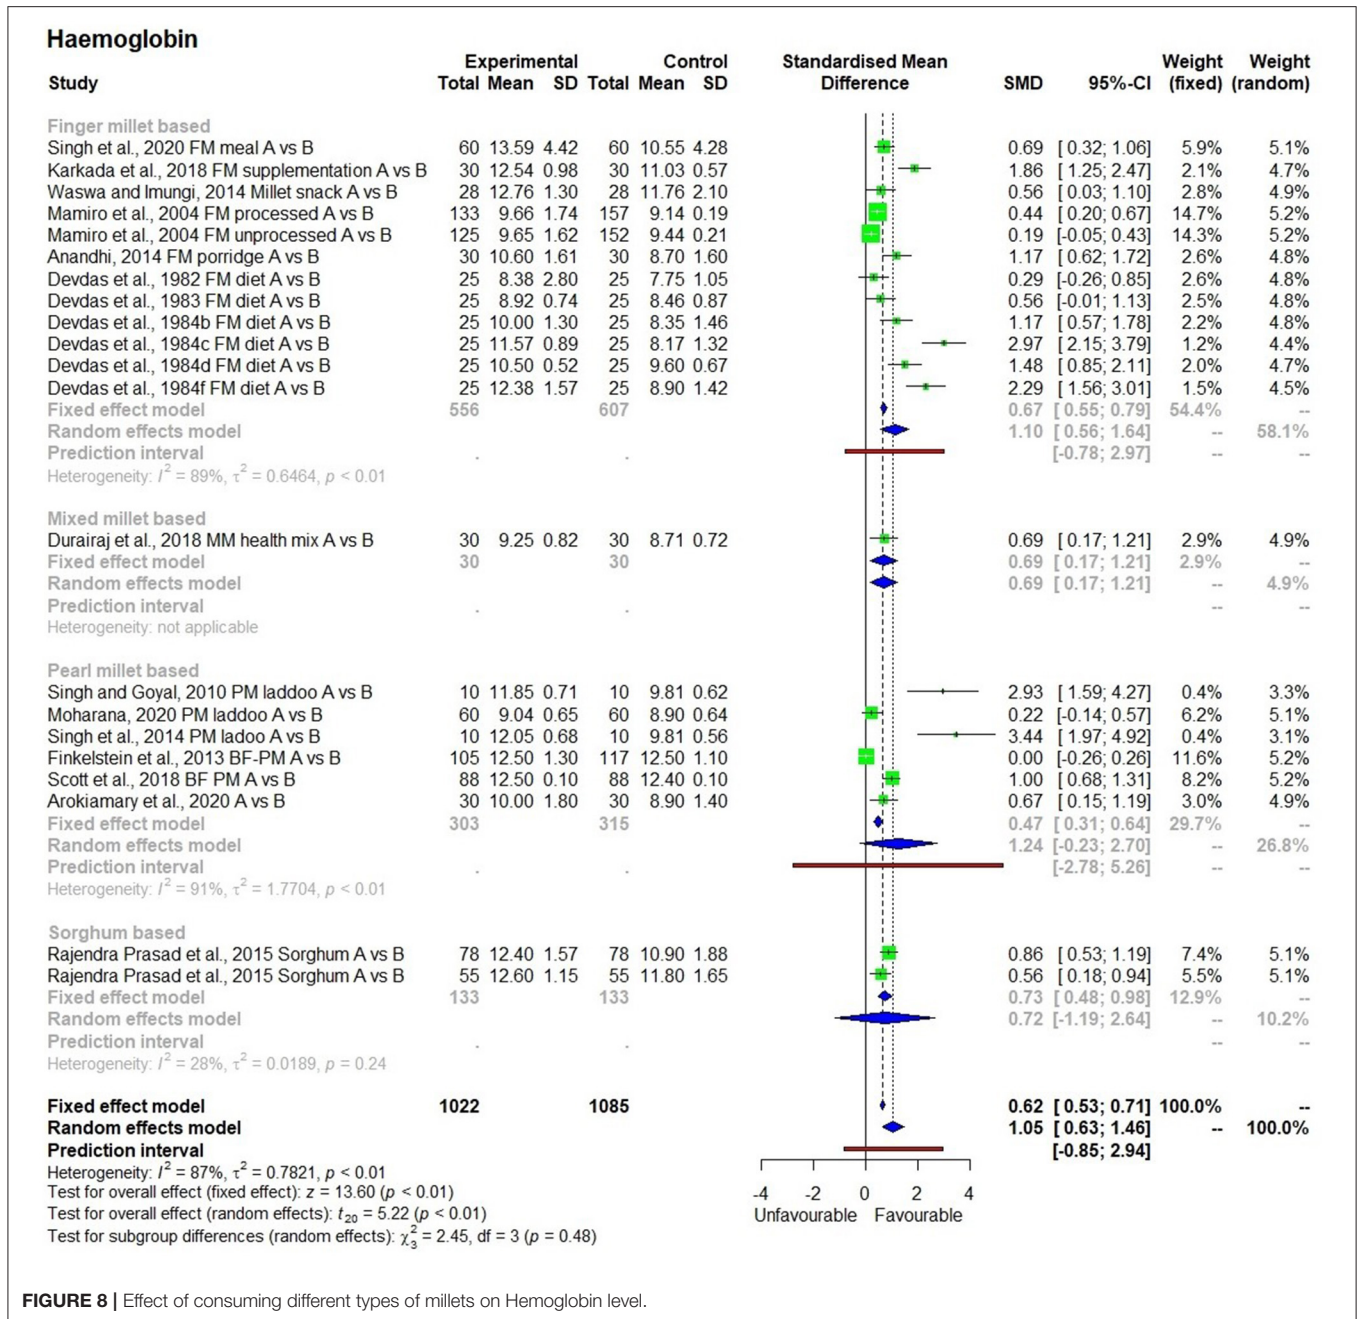 Haemoglobin
Experimental Control Standardised Mean Weight Weight
Study Total Mean SD Total Mean SD Difference SMD 95%-CI (fixed) (random)
Finger millet based
Singh et al., 2020 FM meal A vs B 60 13.59 4.42 60 10.55 4.28 0.69 [ 0.32; 1.06] 5.9% 5.1%
Karkada et al., 2018 FM supplementation A vs B 30 12.54 0.98 30 11.03 0.57 1.86 [ 1.25; 2.47] 2.1% 4.7%
Waswa and Imungi, 2014 Millet snack A vs B 28 12.76 1.30 28 11.76 2.10 0.56 [ 0.03; 1.10] 2.8% 4.9%
Mamiro et al., 2004 FM processed A vs B 133 9.66 1.74 157 9.14 0.19 0.44 [ 0.20; 0.67] 14.7% 5.2%
Mamiro et al., 2004 FM unprocessed A vs B 125 9.65 1.62 152 9.44 0.21 0.19 [-0.05; 0.43] 14.3% 5.2%
Anandhi, 2014 FM porridge A vs B 30 10.60 1.61 30 8.70 1.60 1.17 [ 0.62; 1.72] 2.6% 4.8%
Devdas et al., 1982 FM diet A vs B 25 8.38 2.80 25 7.75 1.05 0.29 [-0.26; 0.85] 2.6% 4.8%
Devdas et al., 1983 FM diet A vs B 25 8.92 0.74 25 8.46 0.87 0.56 [-0.01; 1.13] 2.5% 4.8%
Devdas et al., 1984b FM diet A vs B 25 10.00 1.30 25 8.35 1.46 1.17 [ 0.57; 1.78] 2.2% 4.8%
Devdas et al., 1984c FM diet A vs B 25 11.57 0.89 25 8.17 1.32 2.97 [ 2.15; 3.79] 1.2% 4.4%
Devdas et al., 1984d FM diet A vs B 25 10.50 0.52 25 9.60 0.67 1.48 [ 0.85; 2.11] 2.0% 4.7%
Devdas et al., 1984f FM diet A vs B 25 12.38 1.57 25 8.90 1.42 2.29 [ 1.56; 3.01] 1.5% 4.5%
Fixed effect model 556 607 0.67 [ 0.55; 0.79] 54.4% --
Random effects model 1.10 [ 0.56; 1.64] -- 58.1%
Prediction interval . . [-0.78; 2.97] -- --
Heterogeneity: I² = 89%, τ² = 0.6464, p < 0.01
Mixed millet based
Durairaj et al., 2018 MM health mix A vs B 30 9.25 0.82 30 8.71 0.72 0.69 [ 0.17; 1.21] 2.9% 4.9%
Fixed effect model 30 30 0.69 [ 0.17; 1.21] 2.9% --
Random effects model 0.69 [ 0.17; 1.21] -- 4.9%
Prediction interval . . -- --
Heterogeneity: not applicable
Pearl millet based
Singh and Goyal, 2010 PM laddoo A vs B 10 11.85 0.71 10 9.81 0.62 2.93 [ 1.59; 4.27] 0.4% 3.3%
Moharana, 2020 PM laddoo A vs B 60 9.04 0.65 60 8.90 0.64 0.22 [-0.14; 0.57] 6.2% 5.1%
Singh et al., 2014 PM ladoo A vs B 10 12.05 0.68 10 9.81 0.56 3.44 [ 1.97; 4.92] 0.4% 3.1%
Finkelstein et al., 2013 BF-PM A vs B 105 12.50 1.30 117 12.50 1.10 0.00 [-0.26; 0.26] 11.6% 5.2%
Scott et al., 2018 BF PM A vs B 88 12.50 0.10 88 12.40 0.10 1.00 [ 0.68; 1.31] 8.2% 5.2%
Arokiamary et al., 2020 A vs B 30 10.00 1.80 30 8.90 1.40 0.67 [ 0.15; 1.19] 3.0% 4.9%
Fixed effect model 303 315 0.47 [ 0.31; 0.64] 29.7% --
Random effects model 1.24 [-0.23; 2.70] -- 26.8%
Prediction interval . . [-2.78; 5.26] -- --
Heterogeneity: I² = 91%, τ² = 1.7704, p < 0.01
Sorghum based
Rajendra Prasad et al., 2015 Sorghum A vs B 78 12.40 1.57 78 10.90 1.88 0.86 [ 0.53; 1.19] 7.4% 5.1%
Rajendra Prasad et al., 2015 Sorghum A vs B 55 12.60 1.15 55 11.80 1.65 0.56 [ 0.18; 0.94] 5.5% 5.1%
Fixed effect model 133 133 0.73 [ 0.48; 0.98] 12.9% --
Random effects model 0.72 [-1.19; 2.64] -- 10.2%
Prediction interval . . -- --
Heterogeneity: I² = 28%, τ² = 0.0189, p = 0.24
Fixed effect model 1022 1085 0.62 [ 0.53; 0.71] 100.0% --
Random effects model 1.05 [ 0.63; 1.46] -- 100.0%
Prediction interval [-0.85; 2.94]
Heterogeneity: I² = 87%, τ² = 0.7821, p < 0.01
Test for overall effect (fixed effect): z = 13.60 (p < 0.01)
-4 -2 0 2 4
Test for overall effect (random effects): t₂₀ = 5.22 (p < 0.01)
Unfavourable Favourable
Test for subgroup differences (random effects): χ²₃ = 2.45, df = 3 (p = 0.48)
FIGURE 8 | Effect of consuming different types of millets on Hemoglobin level.